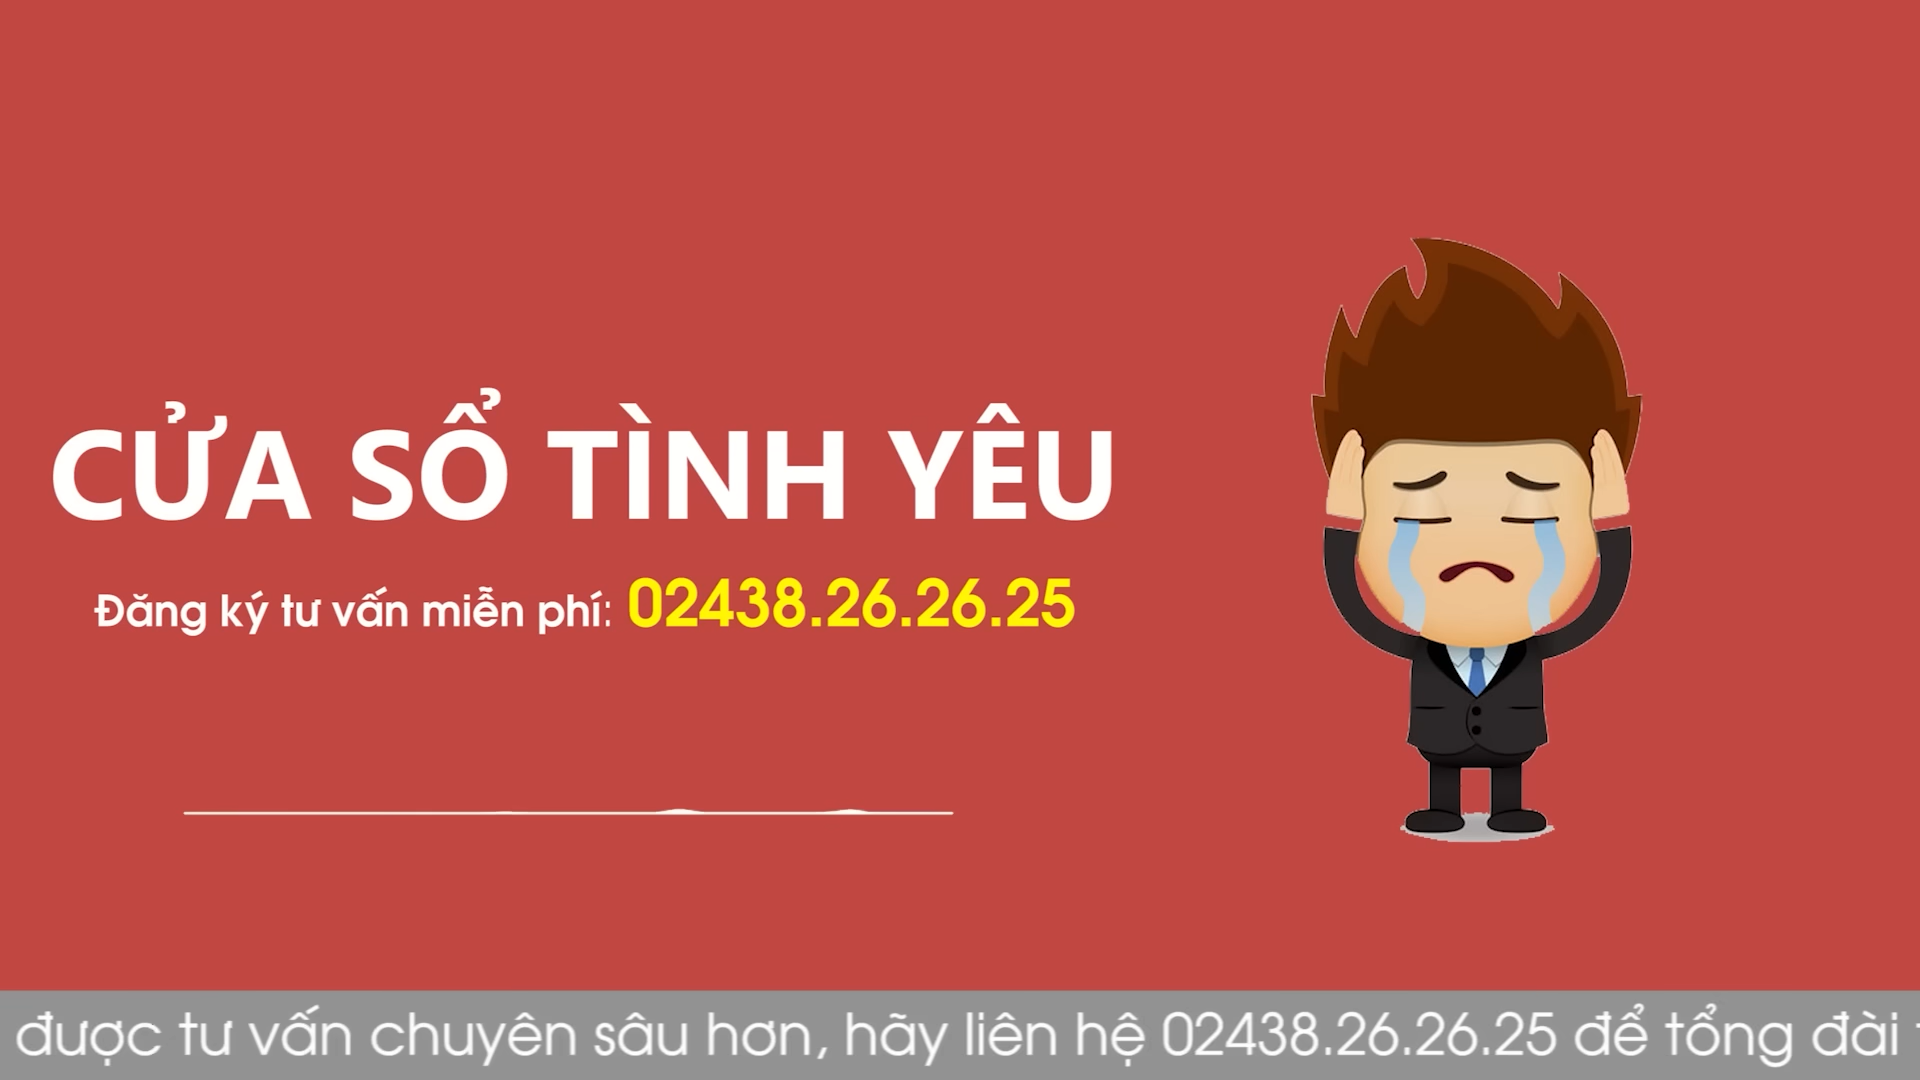 CỬA SỔ TÌNH YÊU
Đăng ký tư vấn miễn phí: 02438.26.26.25
được tư vấn chuyên sâu hơn, hãy liên hệ 02438.26.26.25 để tổng đài